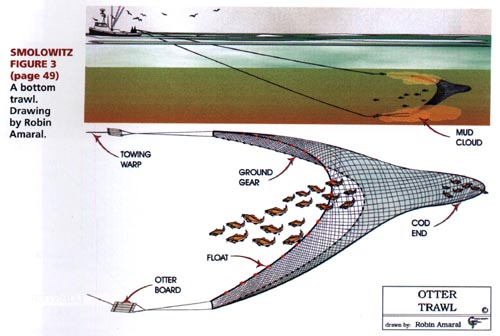 SMOLOWITZ
FIGURE 3
(page 49)
A bottom
trawl.
Drawing
by Robin
Amaral.
MUD
CLOUD
TOWING
WARP
GROUND
GEAR
COD
END
FLOAT
OTTER
BOARD
OTTER
TRAWL ©
drawn by: Robin Amaral